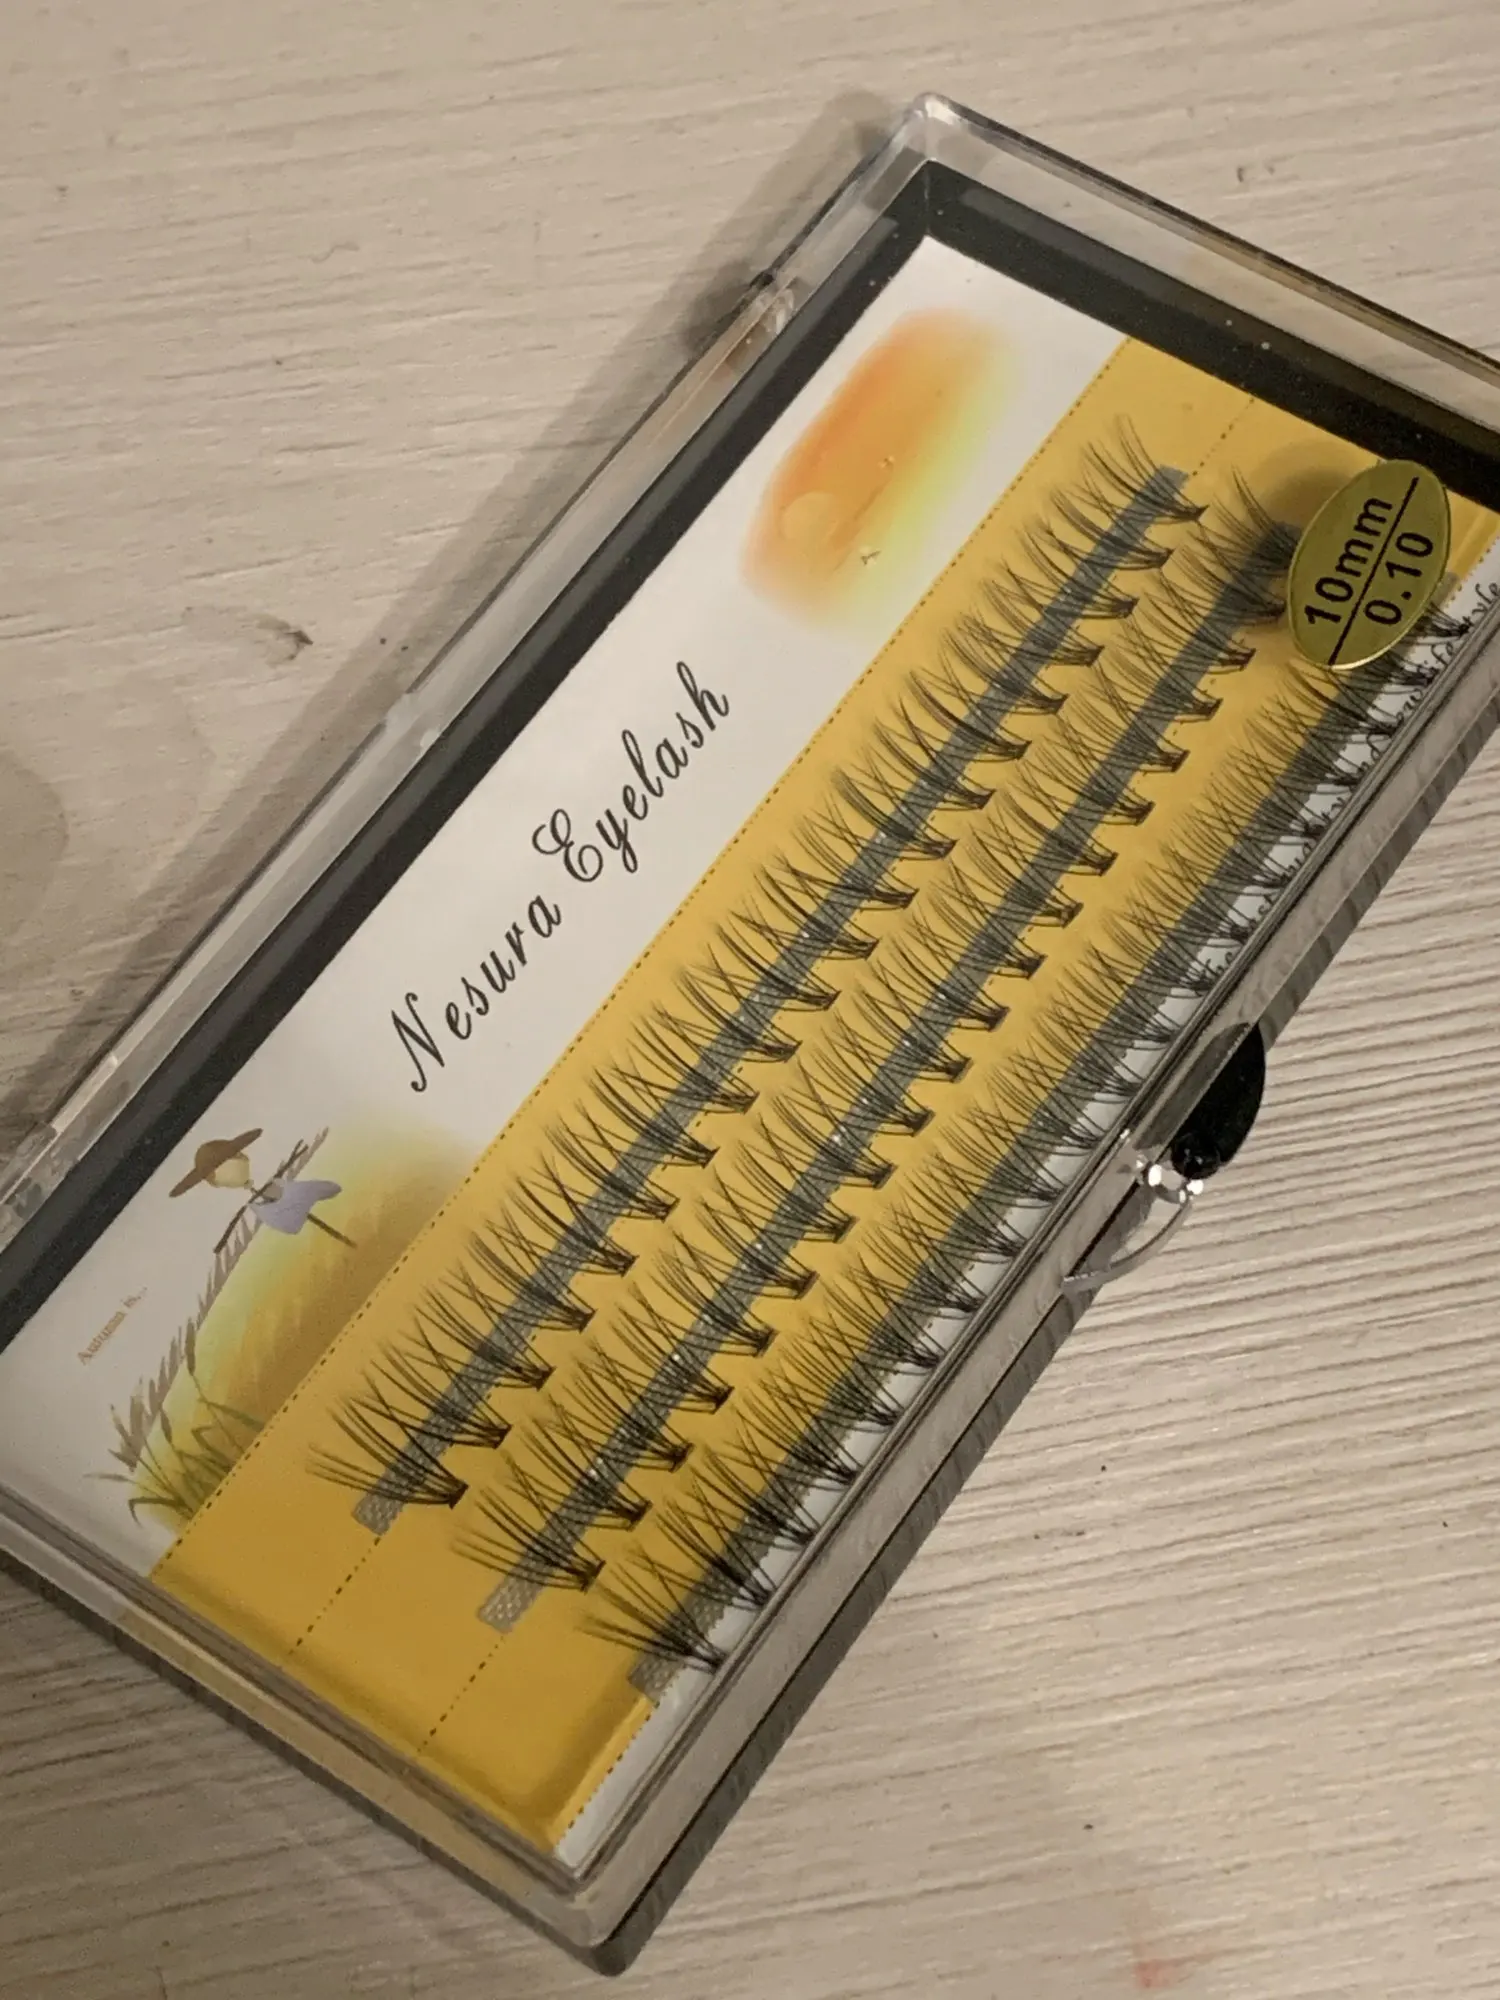 Nesura Eyelash
10mm
0.10
Autumn is...